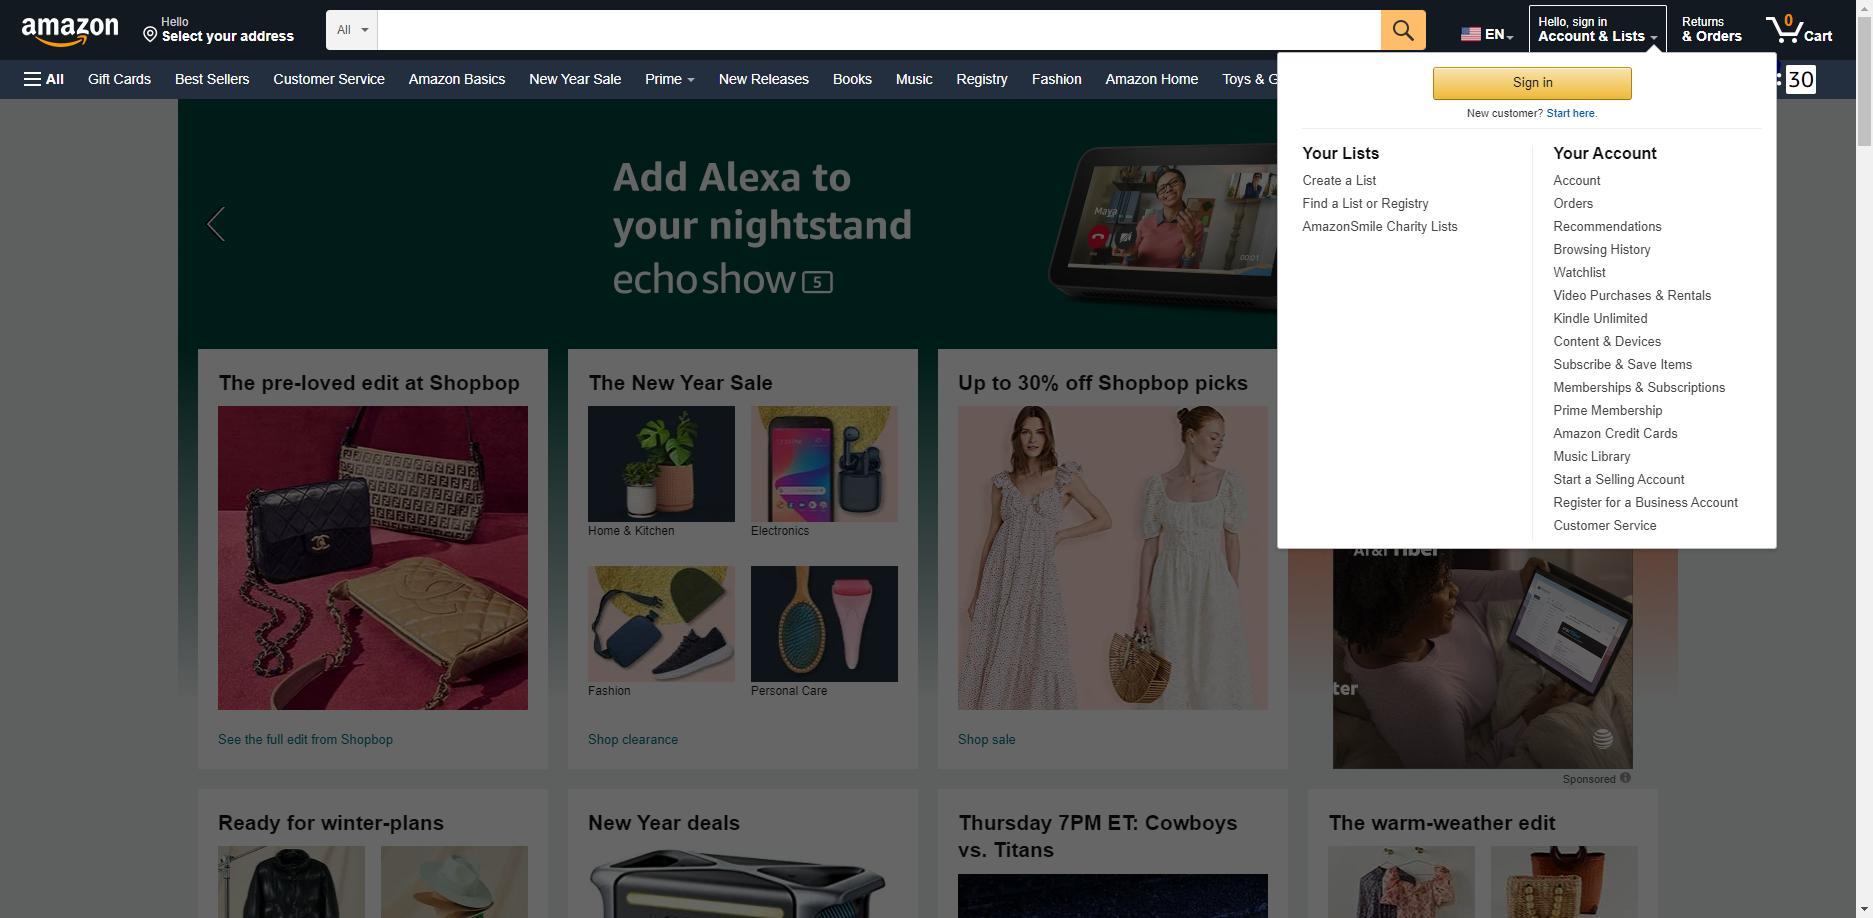 amazon
Hello
Select your address
All
EN
Hello, sign in
Account & Lists
Returns
& Orders
0
Cart
All
Gift Cards
Best Sellers
Customer Service
Amazon Basics
New Year Sale
Prime
New Releases
Books
Music
Registry
Fashion
Amazon Home
Toys & G
: 30
Sign in
New customer? Start here.
Your Lists
Create a List
Find a List or Registry
AmazonSmile Charity Lists
Your Account
Account
Orders
Recommendations
Browsing History
Watchlist
Video Purchases & Rentals
Kindle Unlimited
Content & Devices
Subscribe & Save Items
Memberships & Subscriptions
Prime Membership
Amazon Credit Cards
Music Library
Start a Selling Account
Register for a Business Account
Customer Service
Add Alexa to
your nightstand
echo show 5
Maya
00:01
The pre-loved edit at Shopbop
See the full edit from Shopbop
The New Year Sale
Home & Kitchen
Electronics
Fashion
Personal Care
Shop clearance
Up to 30% off Shopbop picks
Shop sale
AT&T Fiber
ter
Sponsored
Ready for winter-plans
New Year deals
Thursday 7PM ET: Cowboys
vs. Titans
The warm-weather edit